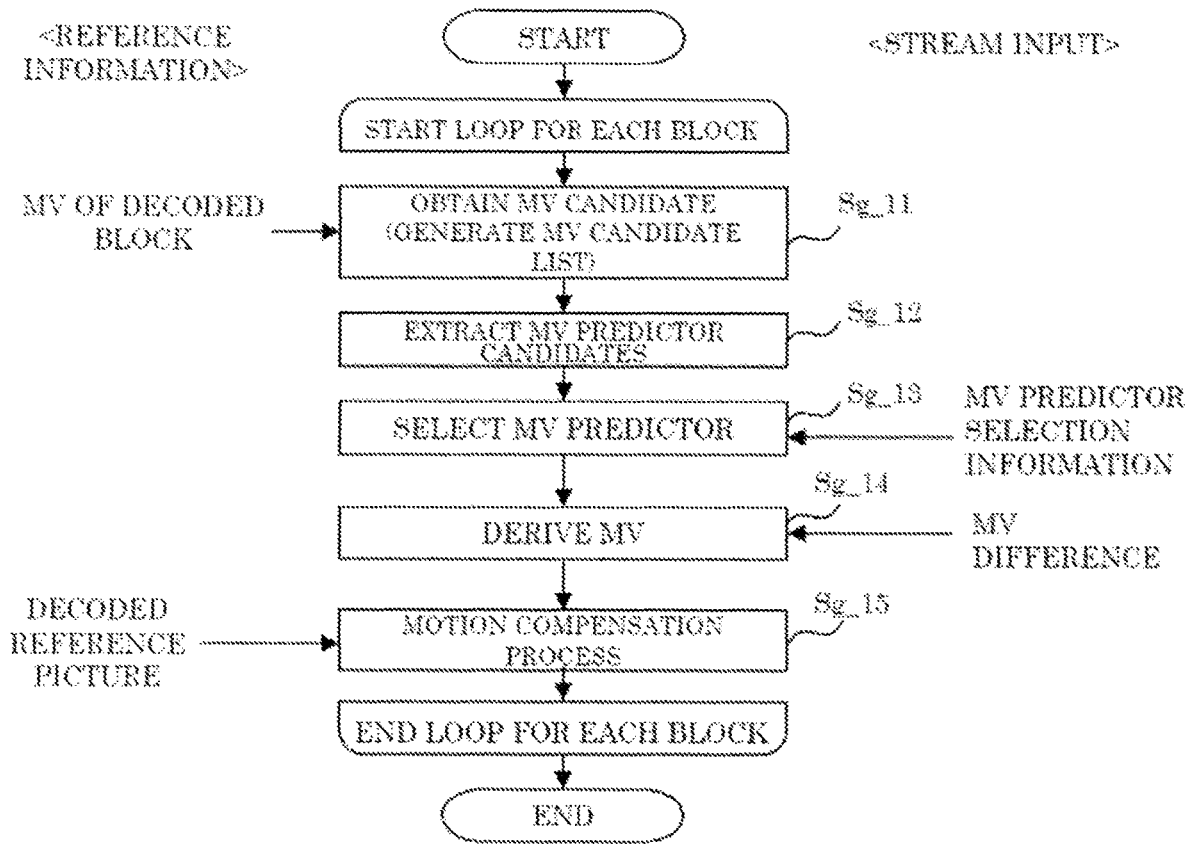 <REFERENCE
INFORMATION>
START
<STREAM INPUT>
START LOOP FOR EACH BLOCK
MV OF DECODED
BLOCK
OBTAIN MV CANDIDATE
(GENERATE MV CANDIDATE
LIST)
Sg_11
EXTRACT MV PREDICTOR
CANDIDATES
Sg_12
SELECT MV PREDICTOR
Sg_13
MV PREDICTOR
SELECTION
INFORMATION
DERIVE MV
Sg_14
MV
DIFFERENCE
DECODED
REFERENCE
PICTURE
MOTION COMPENSATION
PROCESS
Sg_15
END LOOP FOR EACH BLOCK
END